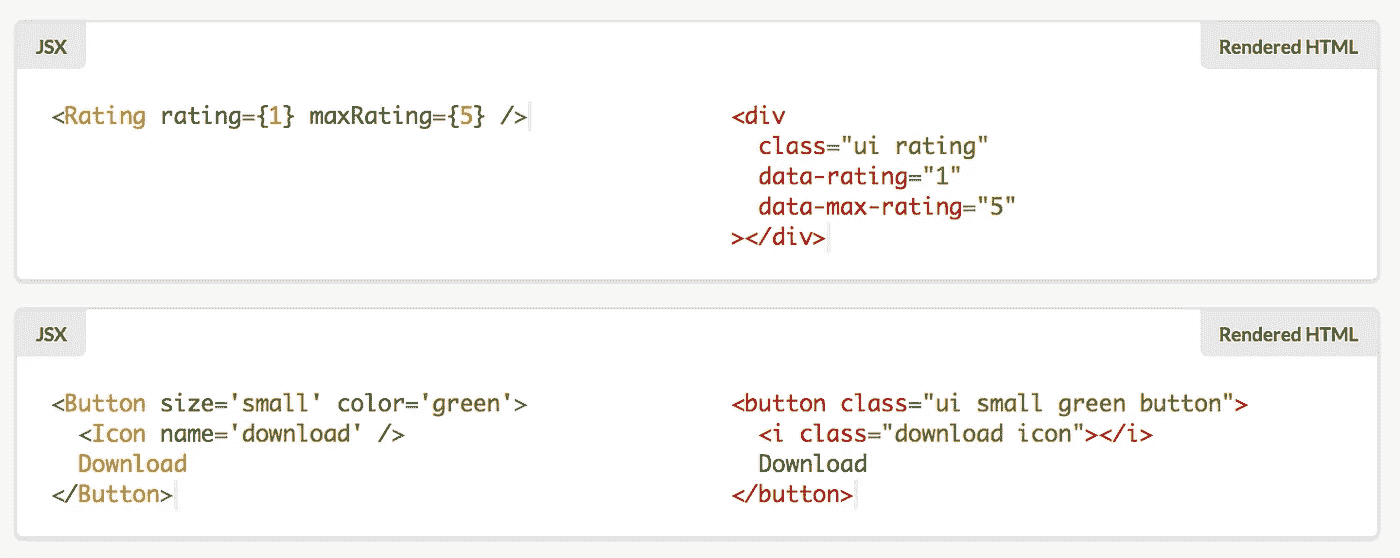 JSX
Rendered HTML
<Rating rating={1} maxRating={5} />
<div
class="ui rating"
data-rating="1"
data-max-rating="5"
></div>
JSX
Rendered HTML
<Button size='small' color='green'>
<Icon name='download' />
Download
</Button>
<button class="ui small green button">
<i class="download icon"></i>
Download
</button>